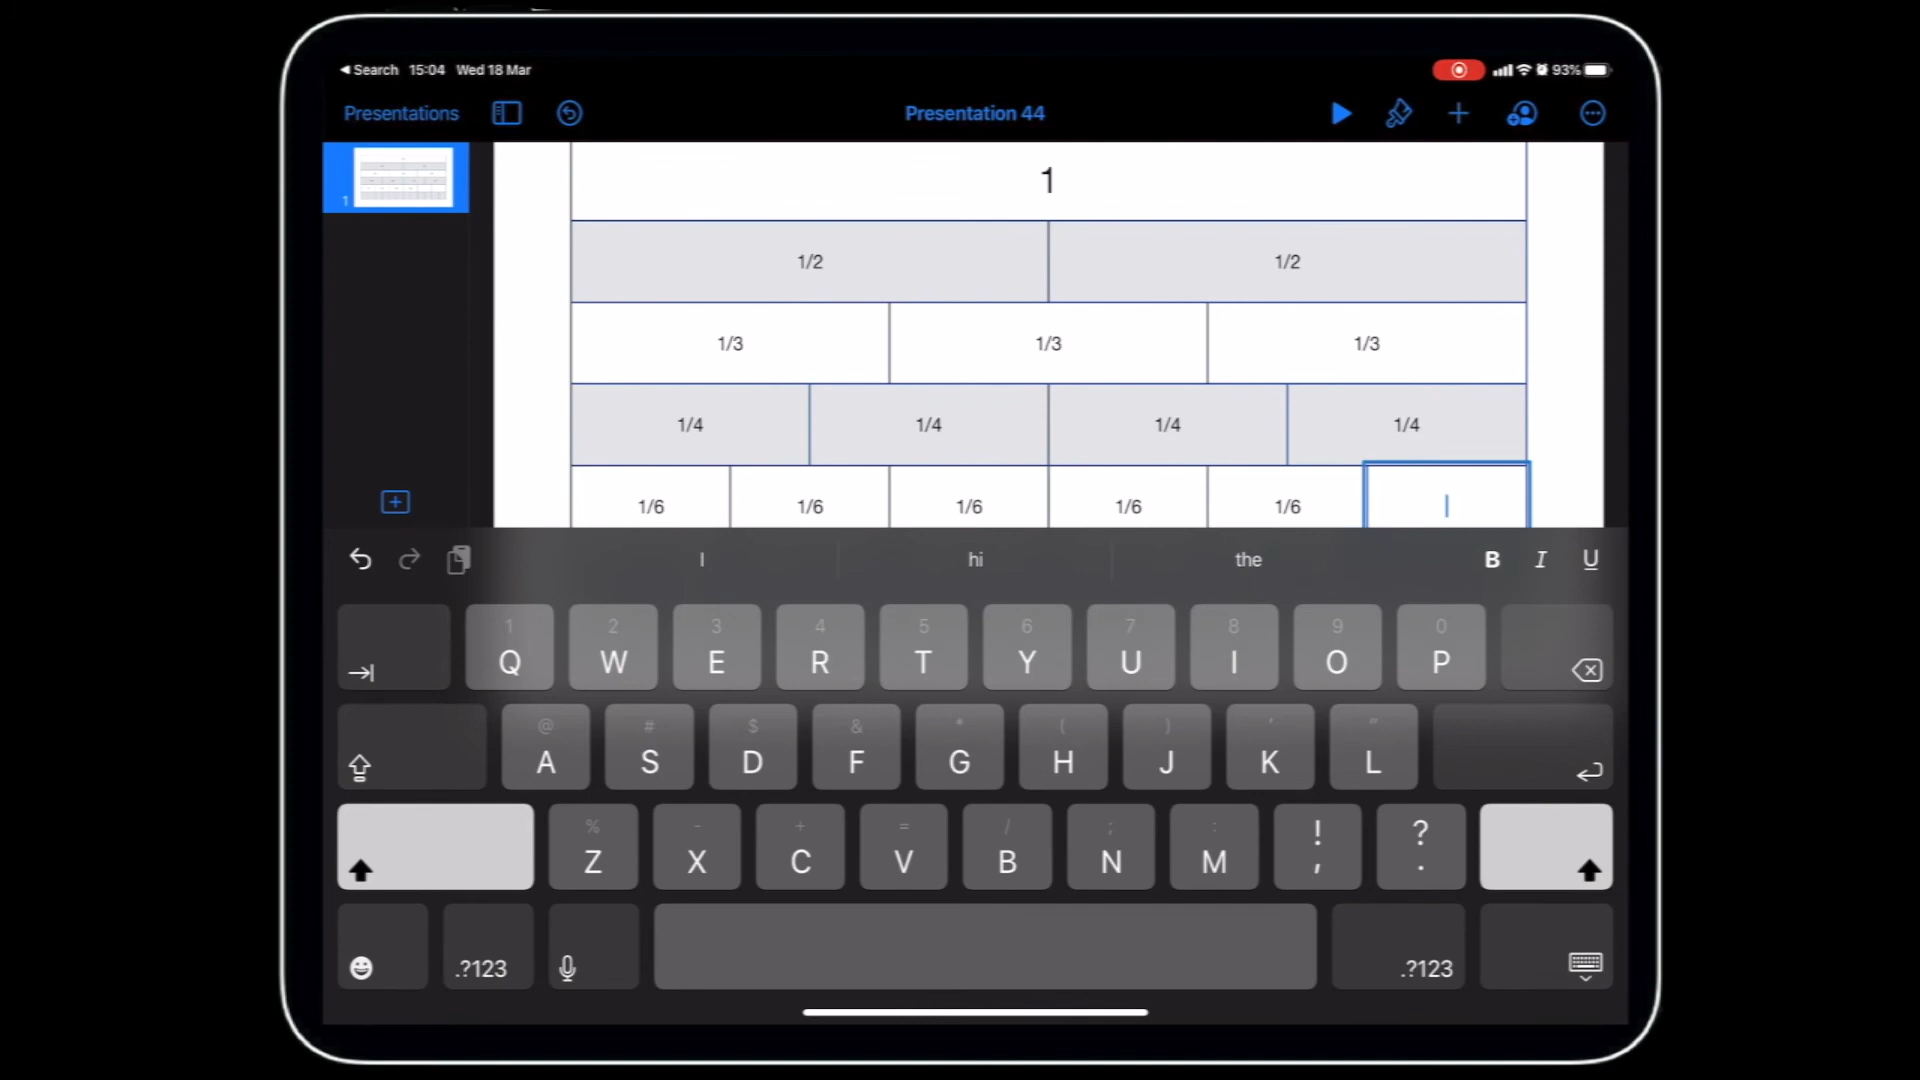 Search 15:04 Wed 18 Mar 93%
Presentations Presentation 44
1
1
1/2 1/2
1/3 1/3 1/3
1/4 1/4 1/4 1/4
1/6 1/6 1/6 1/6 1/6
I hi the B I U
1 2 3 4 5 6 7 8 9 0
Q W E R T Y U I O P
@ # $ & * ( ) ' "
A S D F G H J K L
% - + = / ; : ! ?
Z X C V B N M , .
.?123 .?123